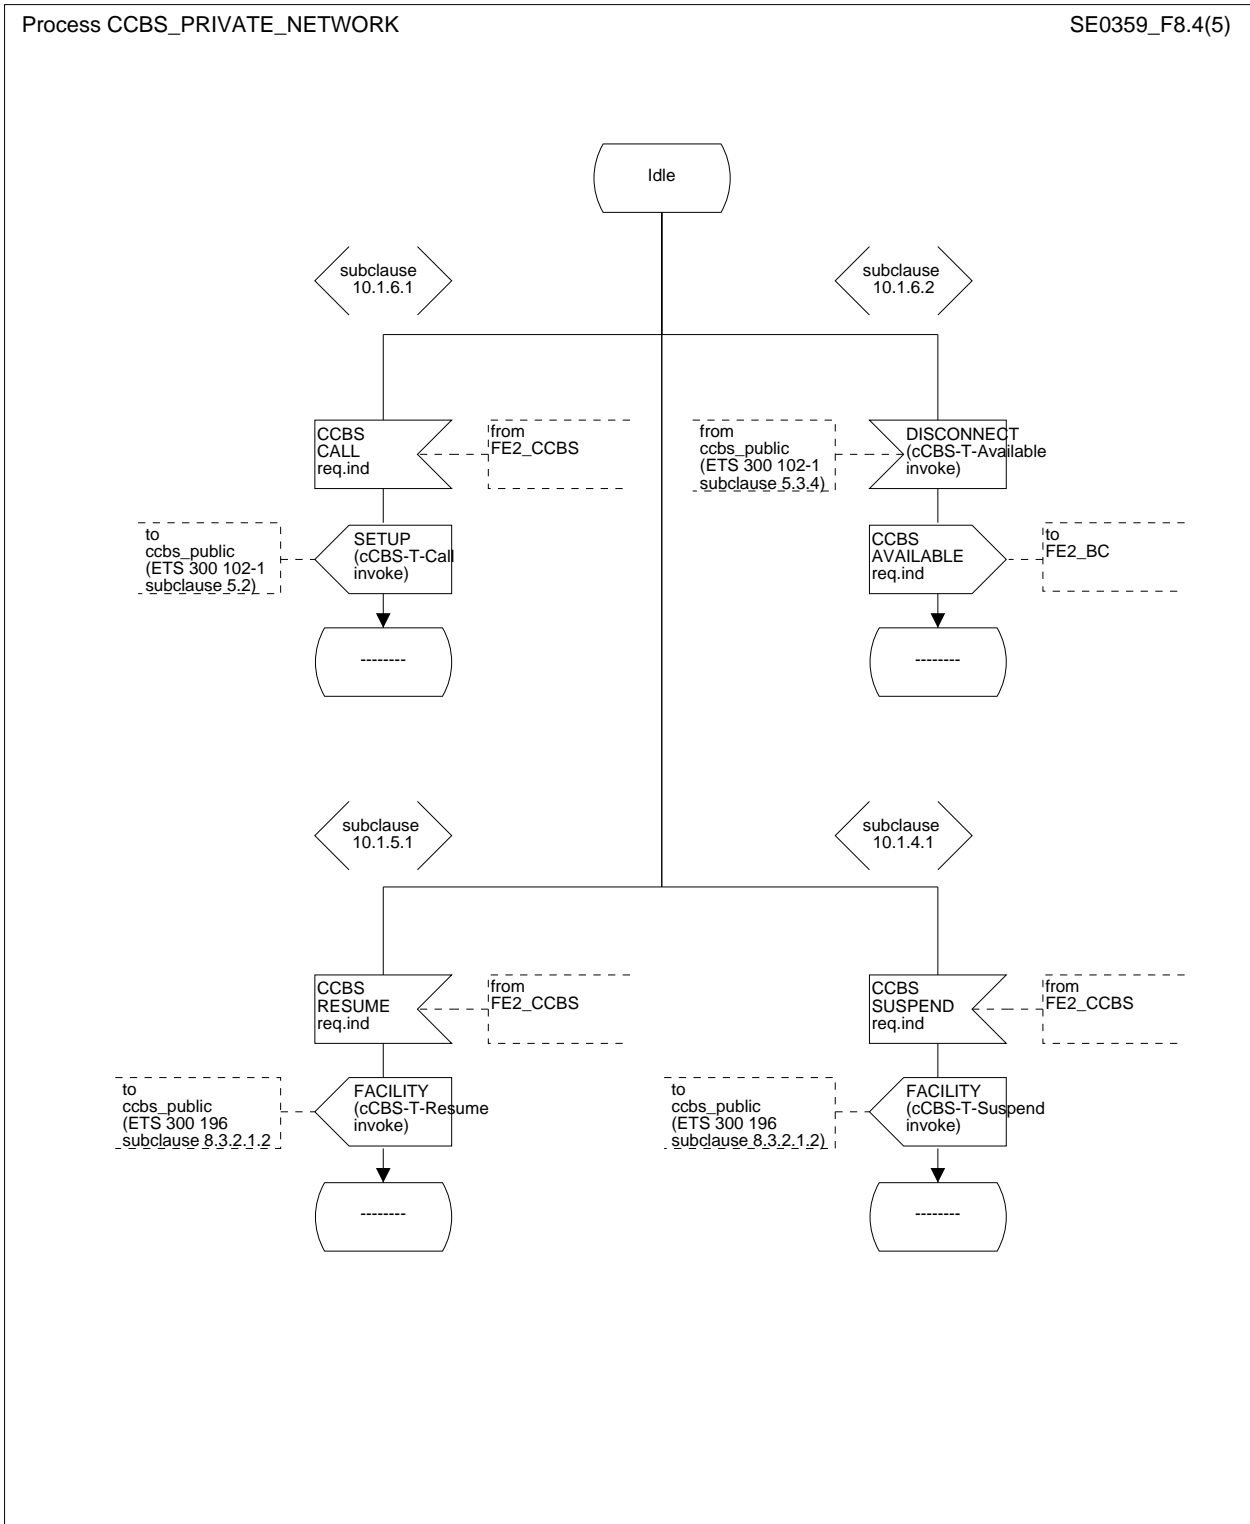 Process CCBS_PRIVATE_NETWORK
SE0359_F8.4(5)
Idle
subclause
10.1.6.1
subclause
10.1.6.2
CCBS
CALL
req.ind
from
FE2_CCBS
from
ccbs_public
(ETS 300 102-1
subclause 5.3.4)
DISCONNECT
(cCBS-T-Available
invoke)
to
ccbs_public
(ETS 300 102-1
subclause 5.2)
SETUP
(cCBS-T-Call
invoke)
CCBS
AVAILABLE
req.ind
to
FE2_BC
--------
--------
subclause
10.1.5.1
subclause
10.1.4.1
CCBS
RESUME
req.ind
from
FE2_CCBS
CCBS
SUSPEND
req.ind
from
FE2_CCBS
to
ccbs_public
(ETS 300 196
subclause 8.3.2.1.2
FACILITY
(cCBS-T-Resume
invoke)
to
ccbs_public
(ETS 300 196
subclause 8.3.2.1.2)
FACILITY
(cCBS-T-Suspend
invoke)
--------
--------